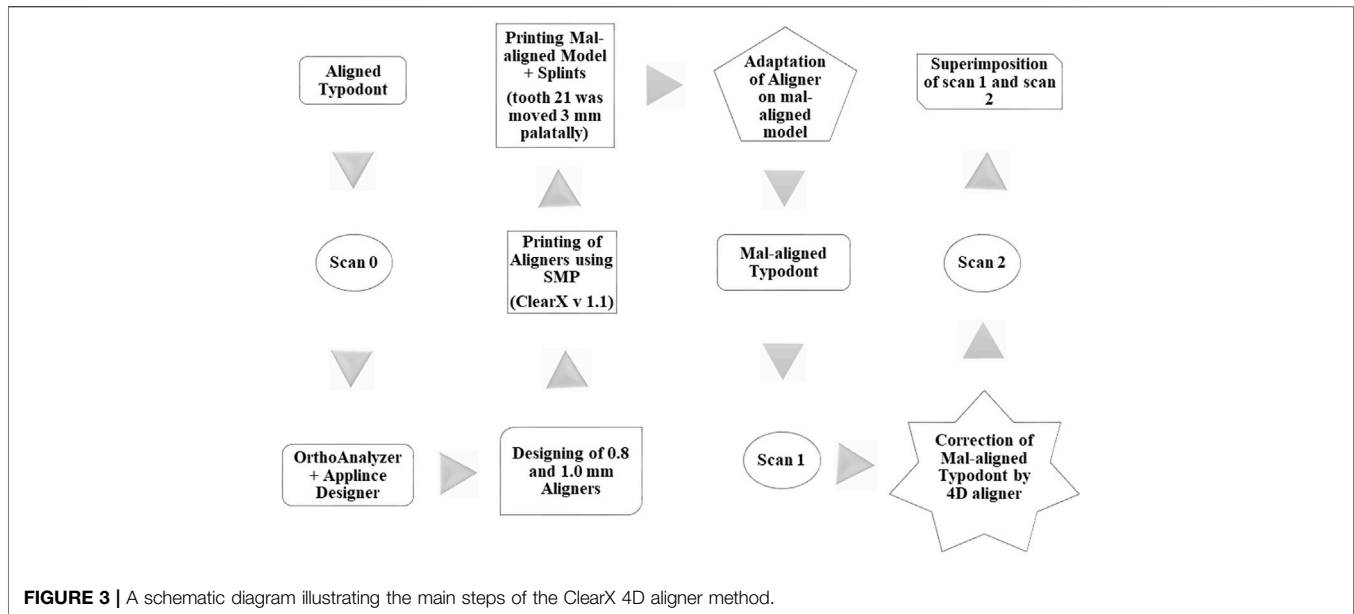 Aligned
Typodont
Scan 0
OrthoAnalyzer
+ Applince
Designer
Designing of 0.8
and 1.0 mm
Aligners
Printing of
Aligners using
SMP
(ClearX v 1.1)
Printing Mal-
aligned Model
+ Splints
(tooth 21 was
moved 3 mm
palatally)
Adaptation
of Aligner
on mal-
aligned
model
Mal-aligned
Typodont
Scan 1
Correction of
Mal-aligned
Typodont by
4D aligner
Scan 2
Superimposition
of scan 1 and scan
2
FIGURE 3 | A schematic diagram illustrating the main steps of the ClearX 4D aligner method.